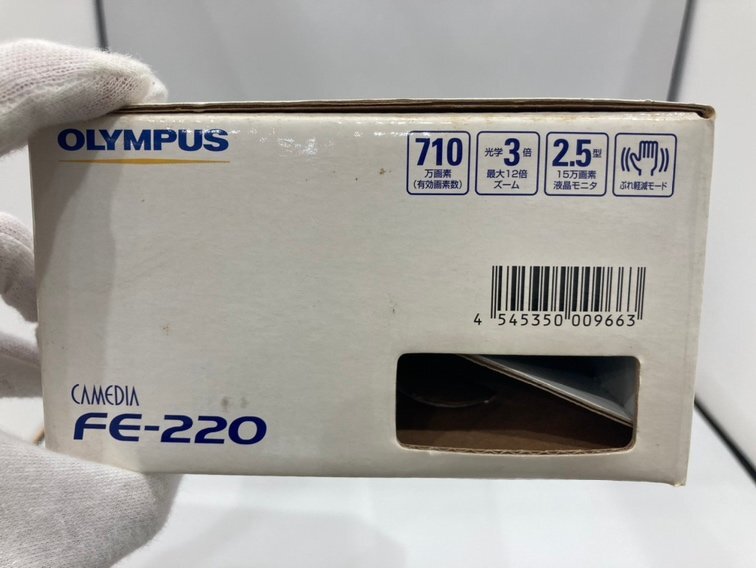 OLYMPUS
710
万画素
(有効画素数)
光学3倍
最大12倍
ズーム
2.5型
15万画素
液晶モニタ
ぶれ軽減モード
4 545350 009663
CAMEDIA
FE-220